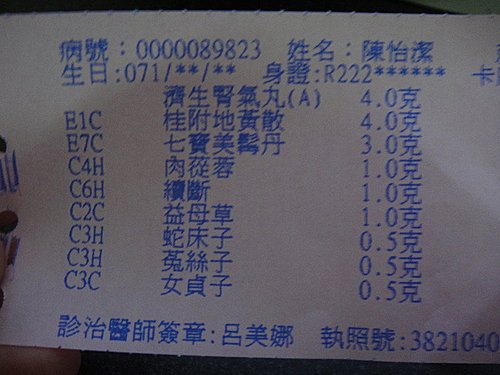 病號：0000089823 姓名：陳怡潔
生日:071/**/** 身證:R222****** 卡
濟生腎氣丸(A) 4.0克
E1C 桂附地黃散 4.0克
E7C 七寶美髯丹 3.0克
C4H 肉蓯蓉 1.0克
C6H 續斷 1.0克
C2C 益母草 1.0克
C3H 蛇床子 0.5克
C3H 菟絲子 0.5克
C3C 女貞子 0.5克
診治醫師簽章:呂美娜 執照號:3821040